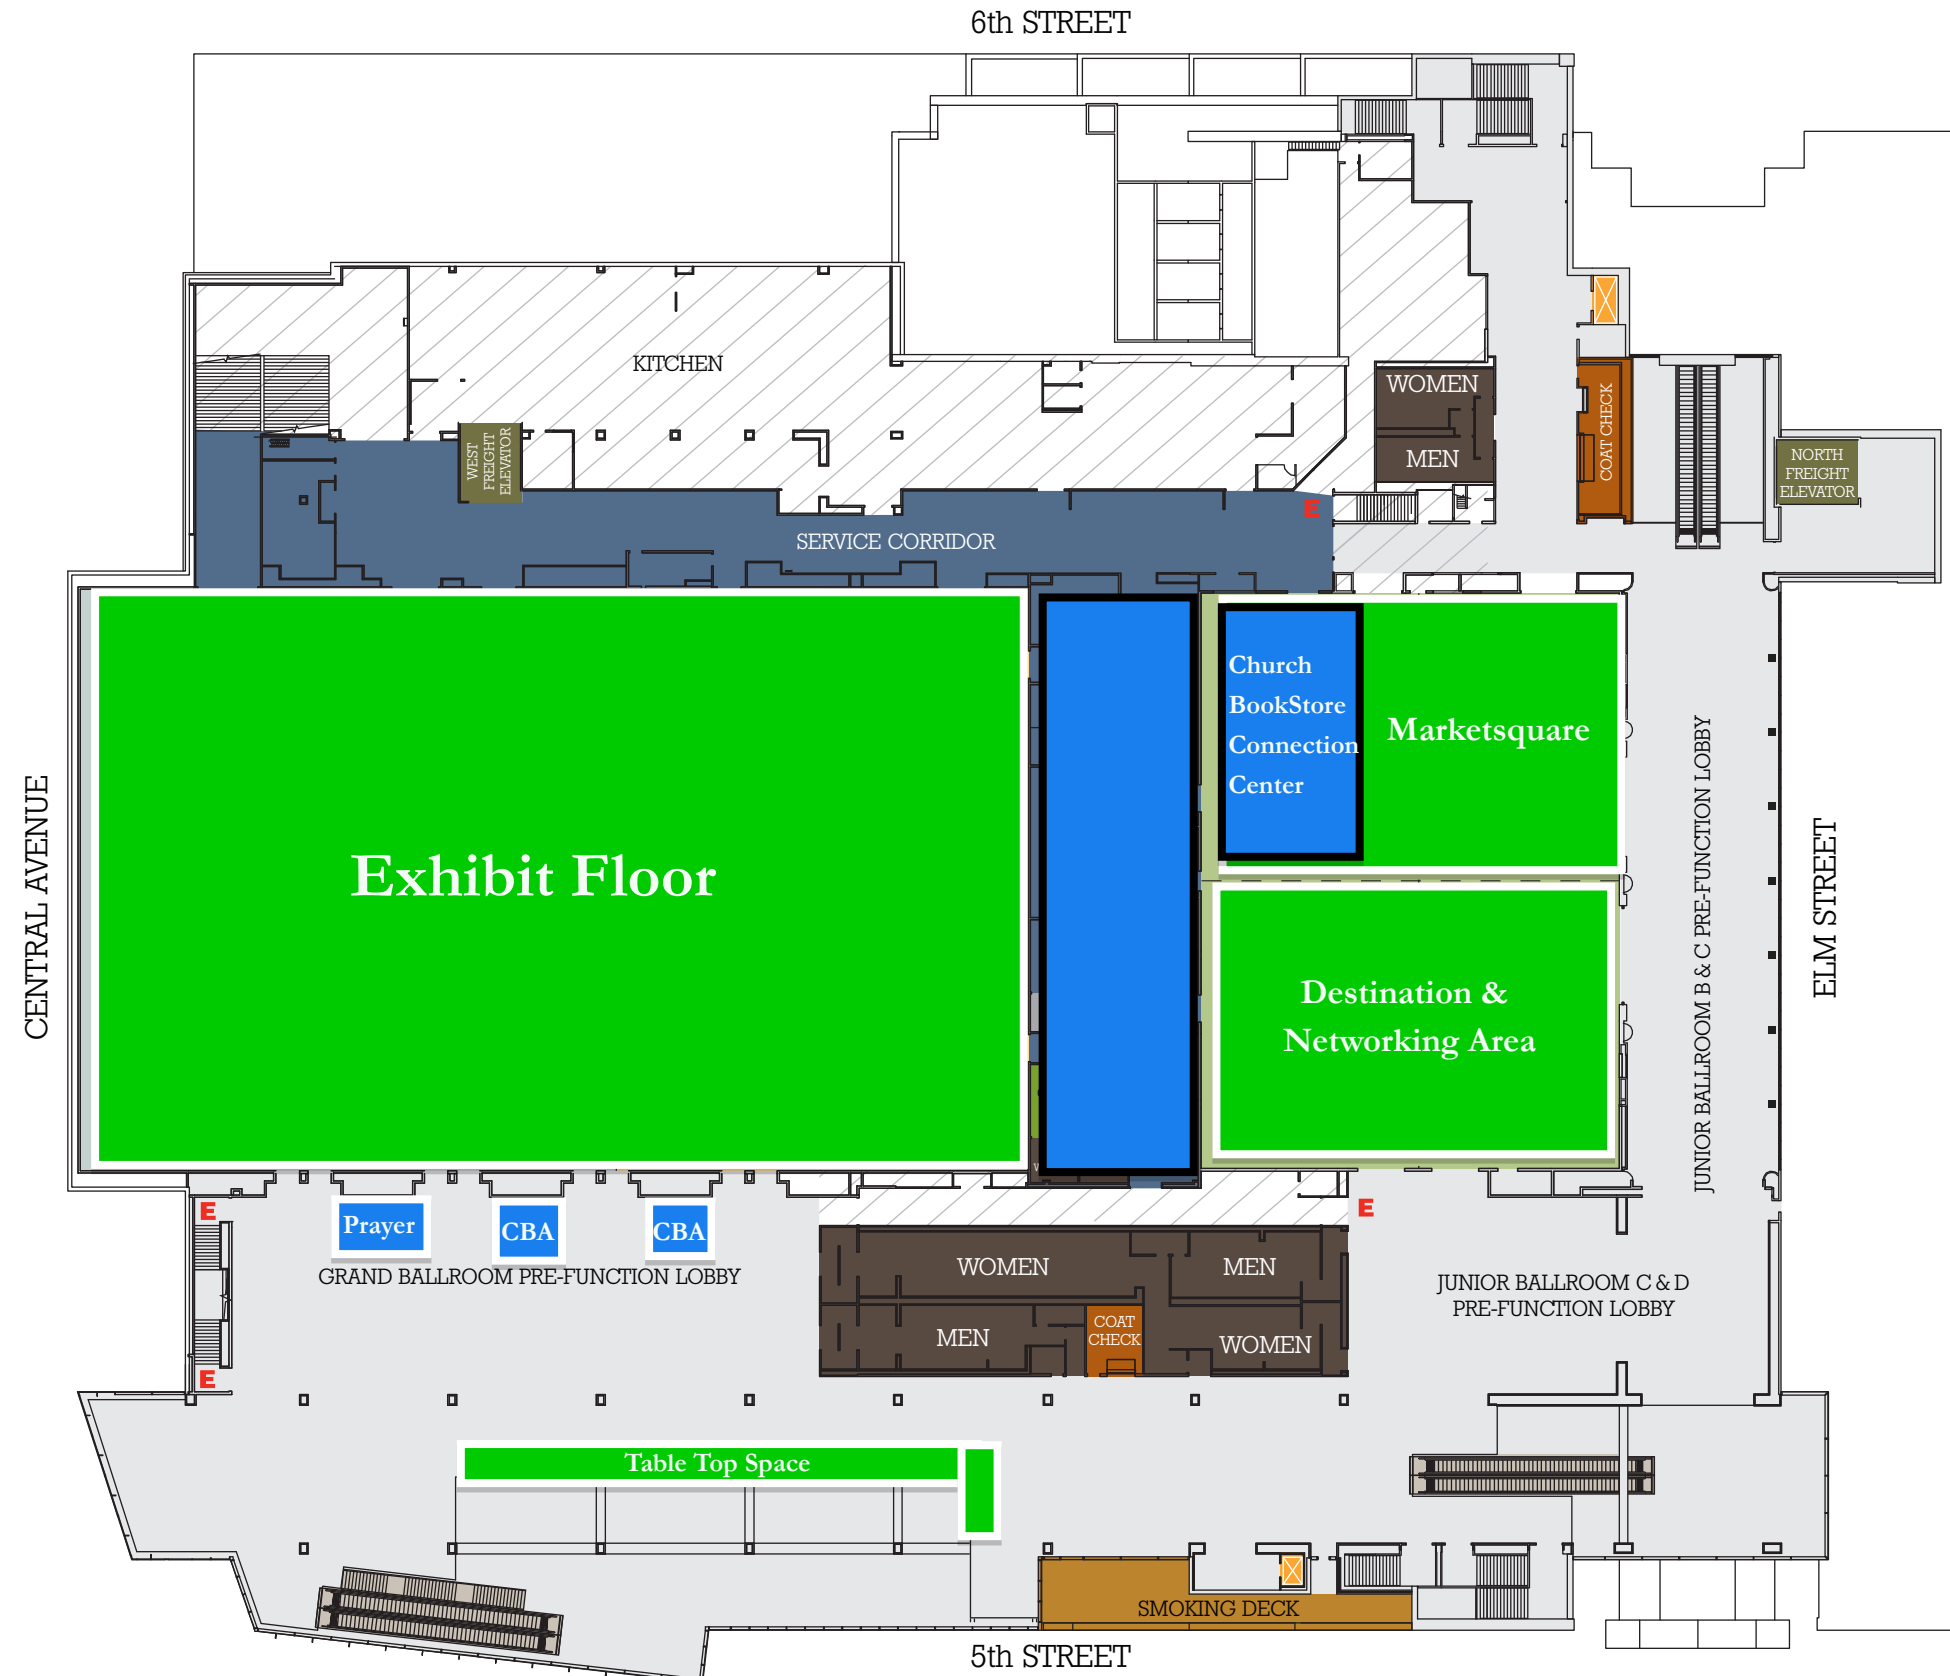 6th STREET
KITCHEN
WOMEN
MEN
COAT CHECK
WEST
FREIGHT
ELEVATOR
NORTH
FREIGHT
ELEVATOR
E
SERVICE CORRIDOR
Church
BookStore
Connection
Center
Marketsquare
Exhibit Floor
Destination &
Networking Area
CENTRAL AVENUE
JUNIOR BALLROOM B & C PRE-FUNCTION LOBBY
ELM STREET
E
Prayer
CBA
CBA
E
GRAND BALLROOM PRE-FUNCTION LOBBY
WOMEN
MEN
JUNIOR BALLROOM C & D
PRE-FUNCTION LOBBY
MEN
COAT
CHECK
WOMEN
E
Table Top Space
SMOKING DECK
5th STREET